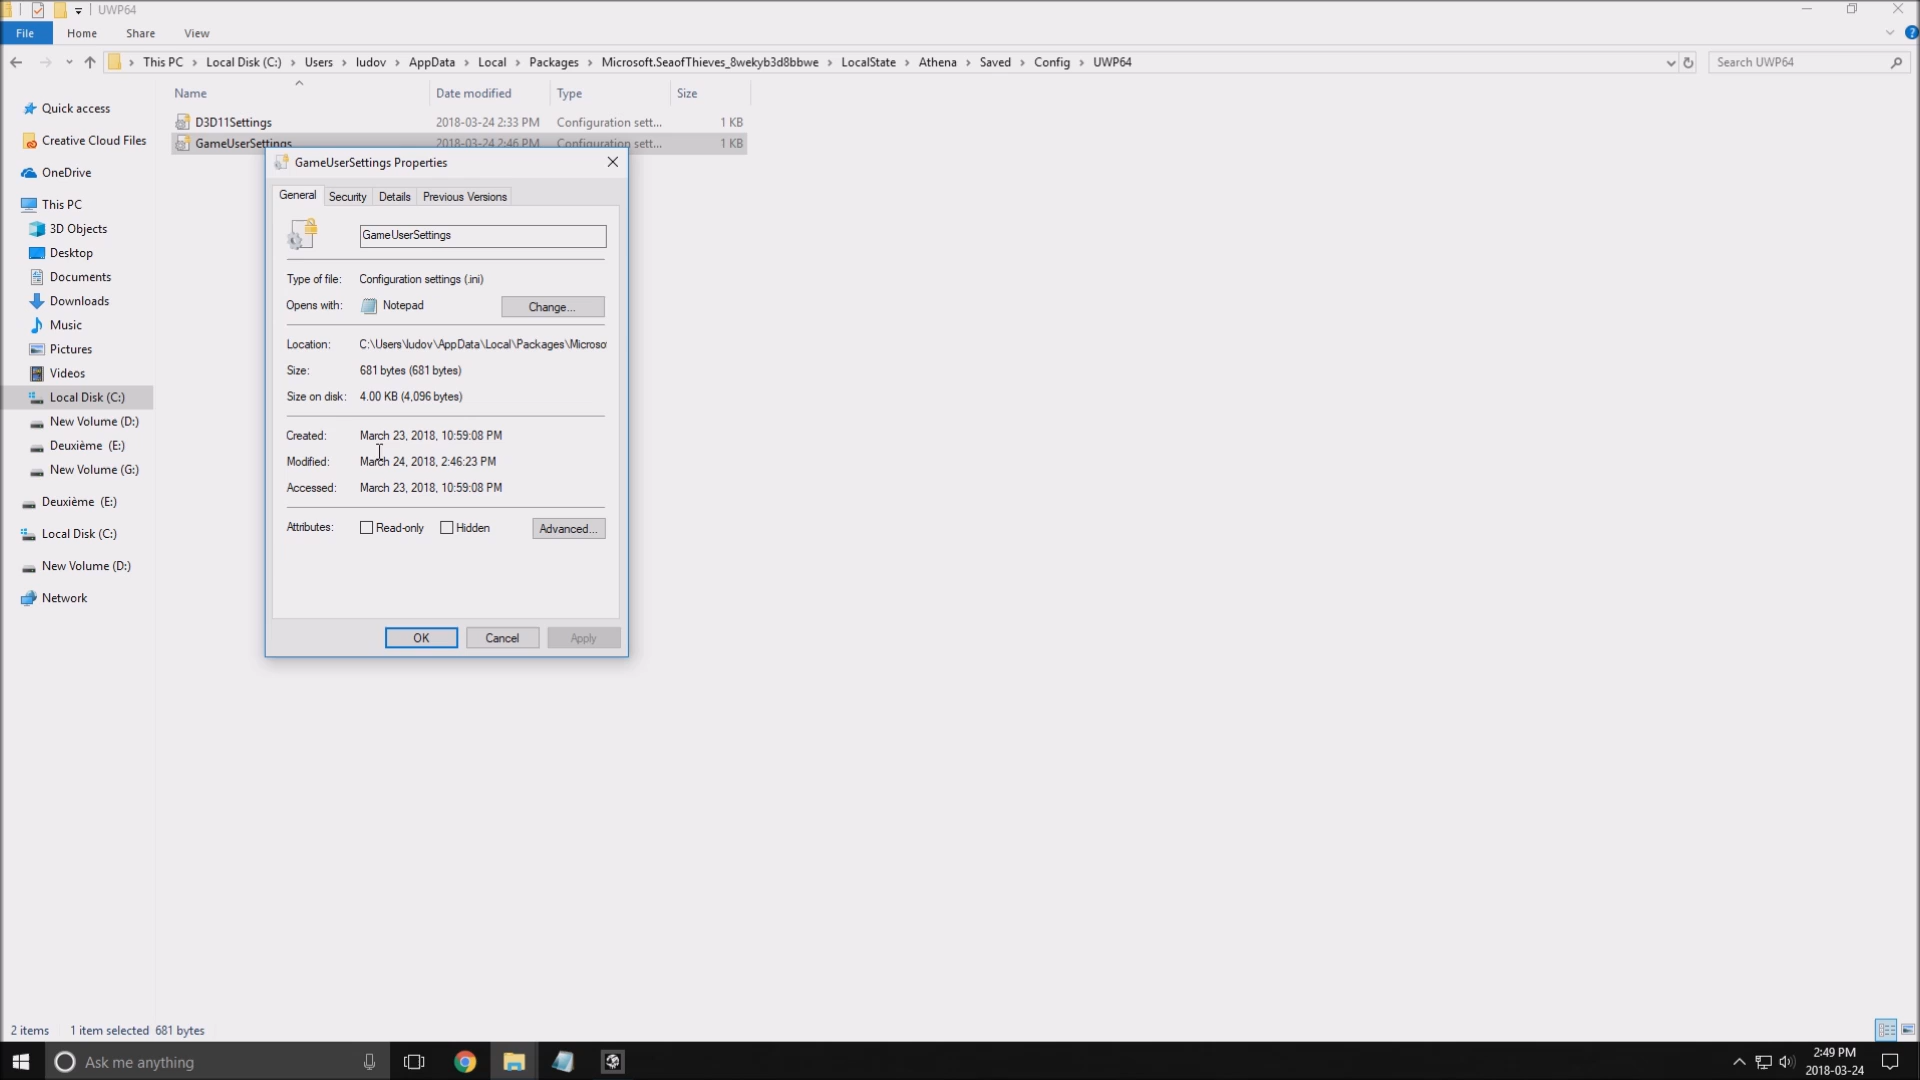 UWP64
File Home Share View
This PC Local Disk (C:) Users ludov AppData Local Packages Microsoft.SeaofThieves_8wekyb3d8bbwe LocalState Athena Saved Config UWP64
Search UWP64
Name Date modified Type Size
D3D11Settings 2018-03-24 2:33 PM Configuration sett... 1 KB
GameUserSettings 2018-03-24 2:46 PM Configuration sett... 1 KB
Quick access
Creative Cloud Files
OneDrive
This PC
3D Objects
Desktop
Documents
Downloads
Music
Pictures
Videos
Local Disk (C:)
New Volume (D:)
Deuxième (E:)
New Volume (G:)
Deuxième (E:)
Local Disk (C:)
New Volume (D:)
Network
GameUserSettings Properties
General Security Details Previous Versions
GameUserSettings
Type of file: Configuration settings (.ini)
Opens with: Notepad Change...
Location: C:\Users\ludov\AppData\Local\Packages\Microso
Size: 681 bytes (681 bytes)
Size on disk: 4.00 KB (4,096 bytes)
Created: March 23, 2018, 10:59:08 PM
Modified: March 24, 2018, 2:46:23 PM
Accessed: March 23, 2018, 10:59:08 PM
Attributes: Read-only Hidden Advanced...
OK Cancel Apply
2 items 1 item selected 681 bytes
Ask me anything
2:49 PM
2018-03-24